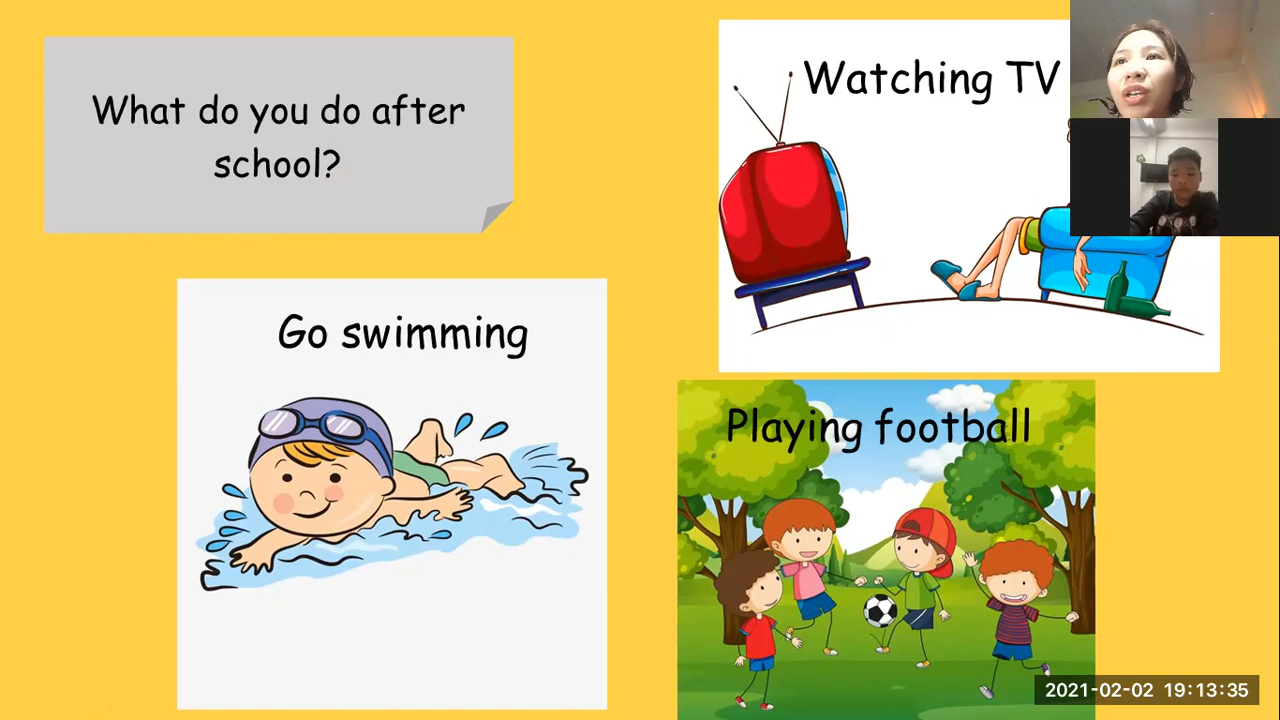 What do you do after
school?
Watching TV
Go swimming
Playing football
2021-02-02 19:13:35